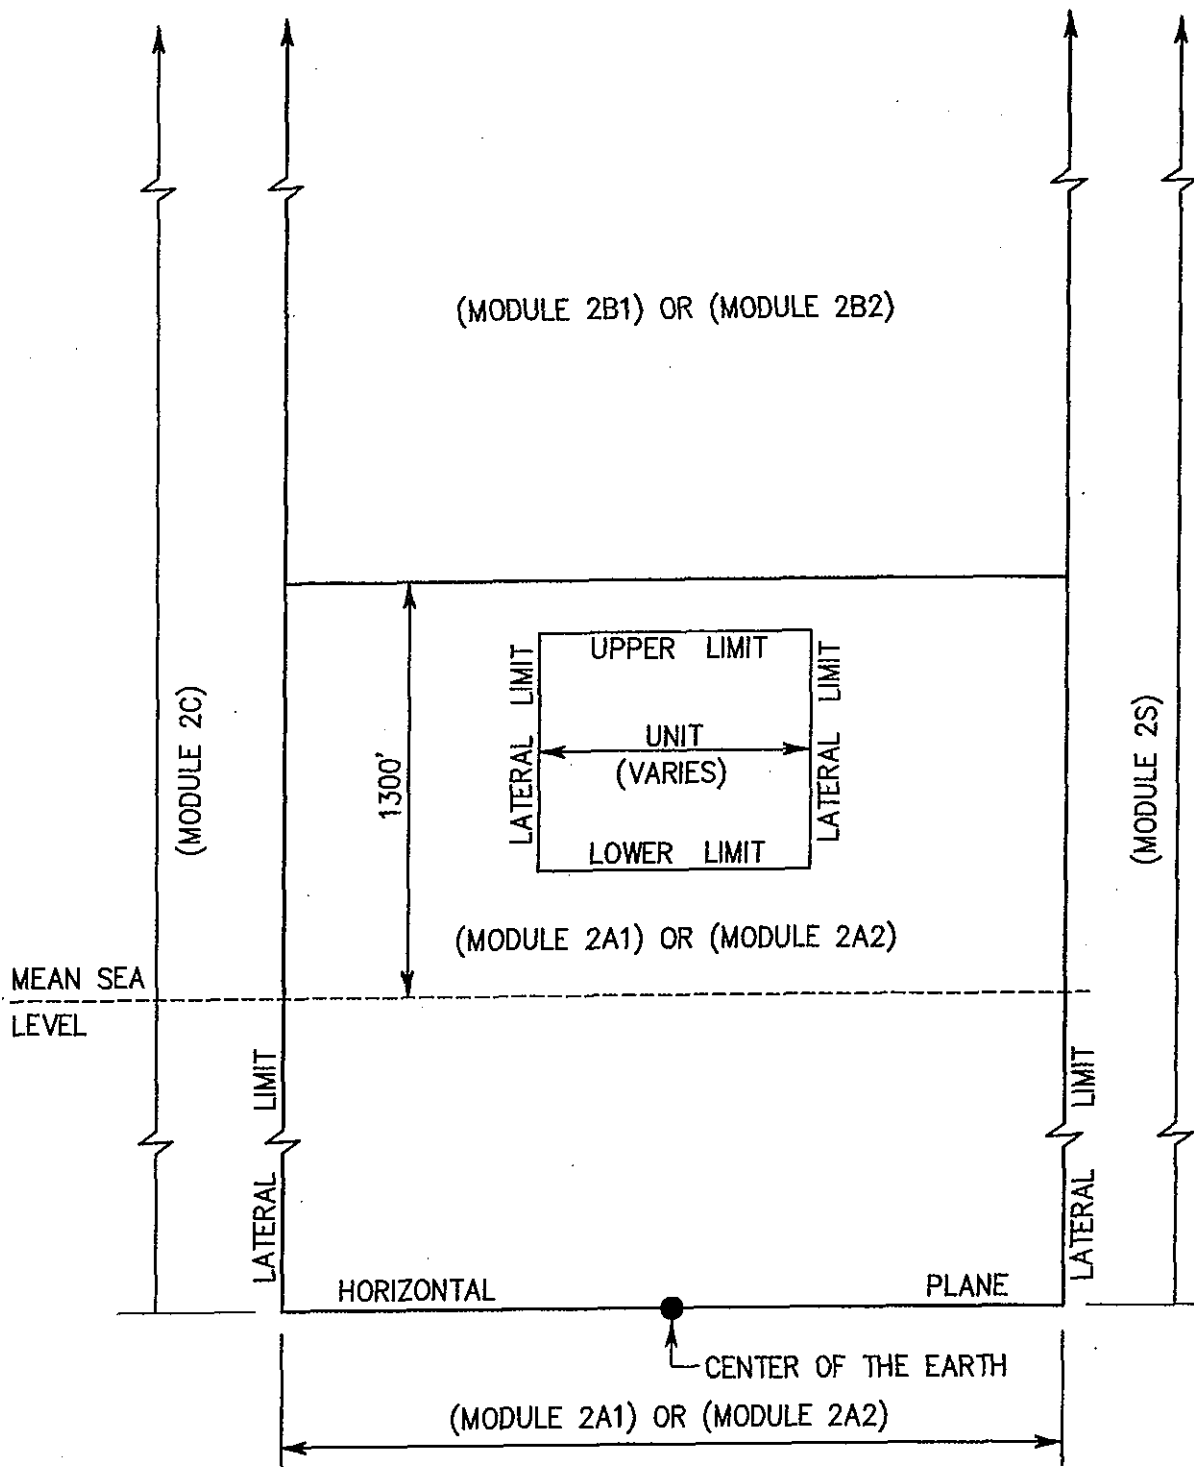 (MODULE 2B1) OR (MODULE 2B2)
UPPER LIMIT
LATERAL LIMIT
LATERAL LIMIT
UNIT
(VARIES)
LOWER LIMIT
1300'
(MODULE 2C)
(MODULE 2S)
(MODULE 2A1) OR (MODULE 2A2)
MEAN SEA
LEVEL
LATERAL LIMIT
LATERAL LIMIT
HORIZONTAL PLANE
CENTER OF THE EARTH
(MODULE 2A1) OR (MODULE 2A2)